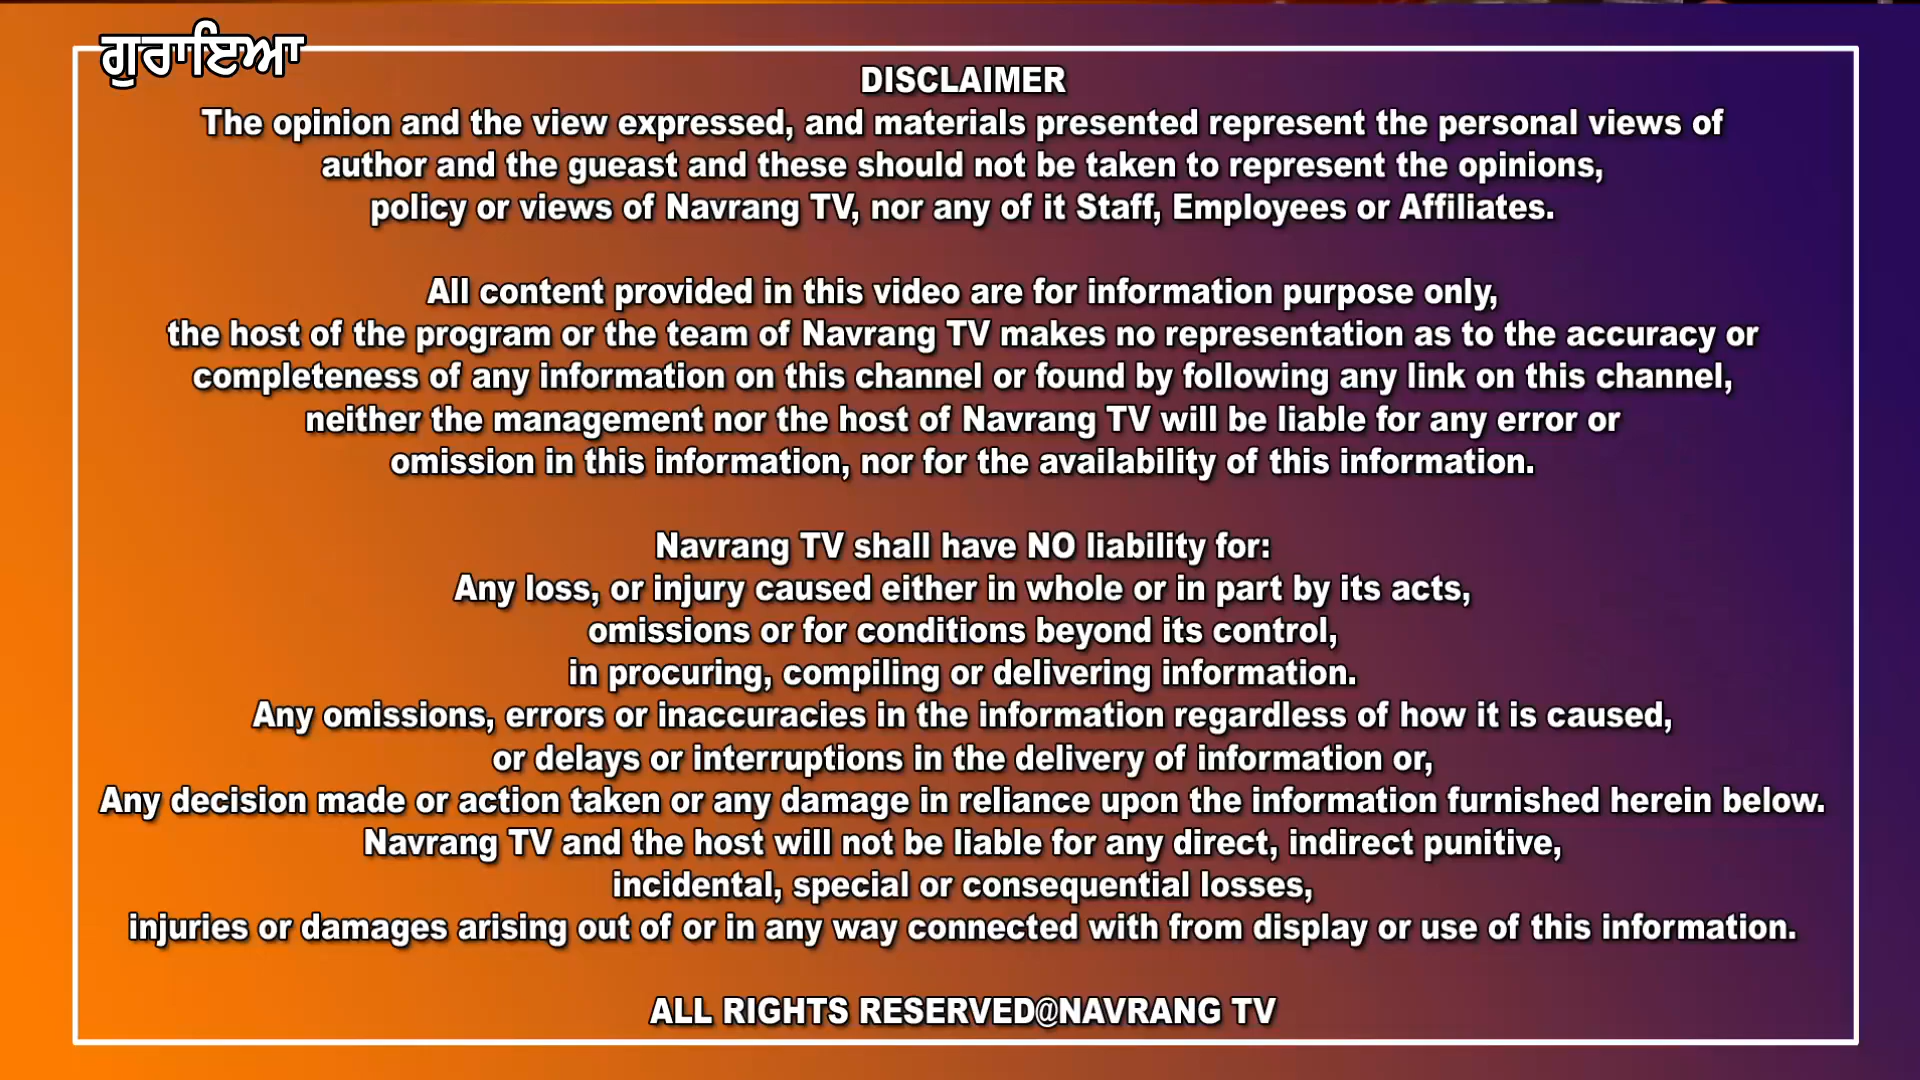 ਗੁਰਾਇਆ
DISCLAIMER
The opinion and the view expressed, and materials presented represent the personal views of
author and the gueast and these should not be taken to represent the opinions,
policy or views of Navrang TV, nor any of it Staff, Employees or Affiliates.
All content provided in this video are for information purpose only,
the host of the program or the team of Navrang TV makes no representation as to the accuracy or
completeness of any information on this channel or found by following any link on this channel,
neither the management nor the host of Navrang TV will be liable for any error or
omission in this information, nor for the availability of this information.
Navrang TV shall have NO liability for:
Any loss, or injury caused either in whole or in part by its acts,
omissions or for conditions beyond its control,
in procuring, compiling or delivering information.
Any omissions, errors or inaccuracies in the information regardless of how it is caused,
or delays or interruptions in the delivery of information or,
Any decision made or action taken or any damage in reliance upon the information furnished herein below.
Navrang TV and the host will not be liable for any direct, indirect punitive,
incidental, special or consequential losses,
injuries or damages arising out of or in any way connected with from display or use of this information.
ALL RIGHTS RESERVED@NAVRANG TV